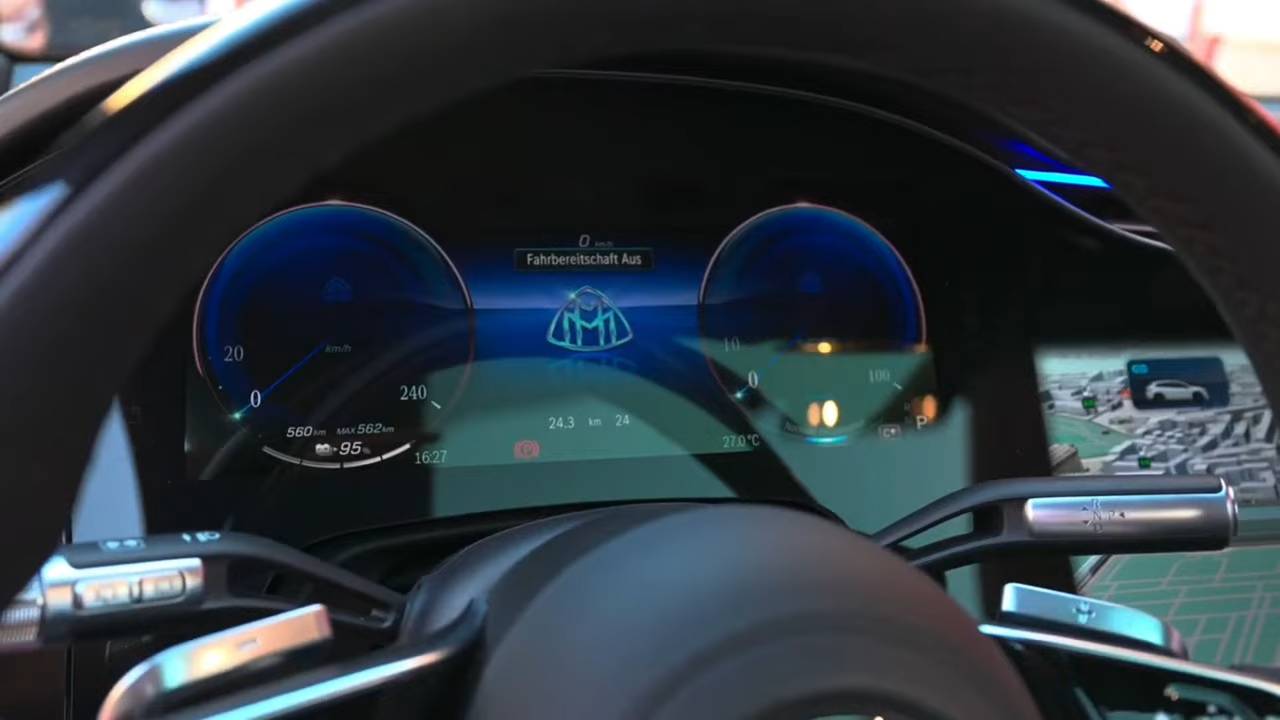 0 km/h
Fahrbereitschaft Aus
20
km/h
0
240
560 km MAX 562 km
95 %
16:27
24.3 km 24
P
27.0°C
10
0
100
P
R
N P
D